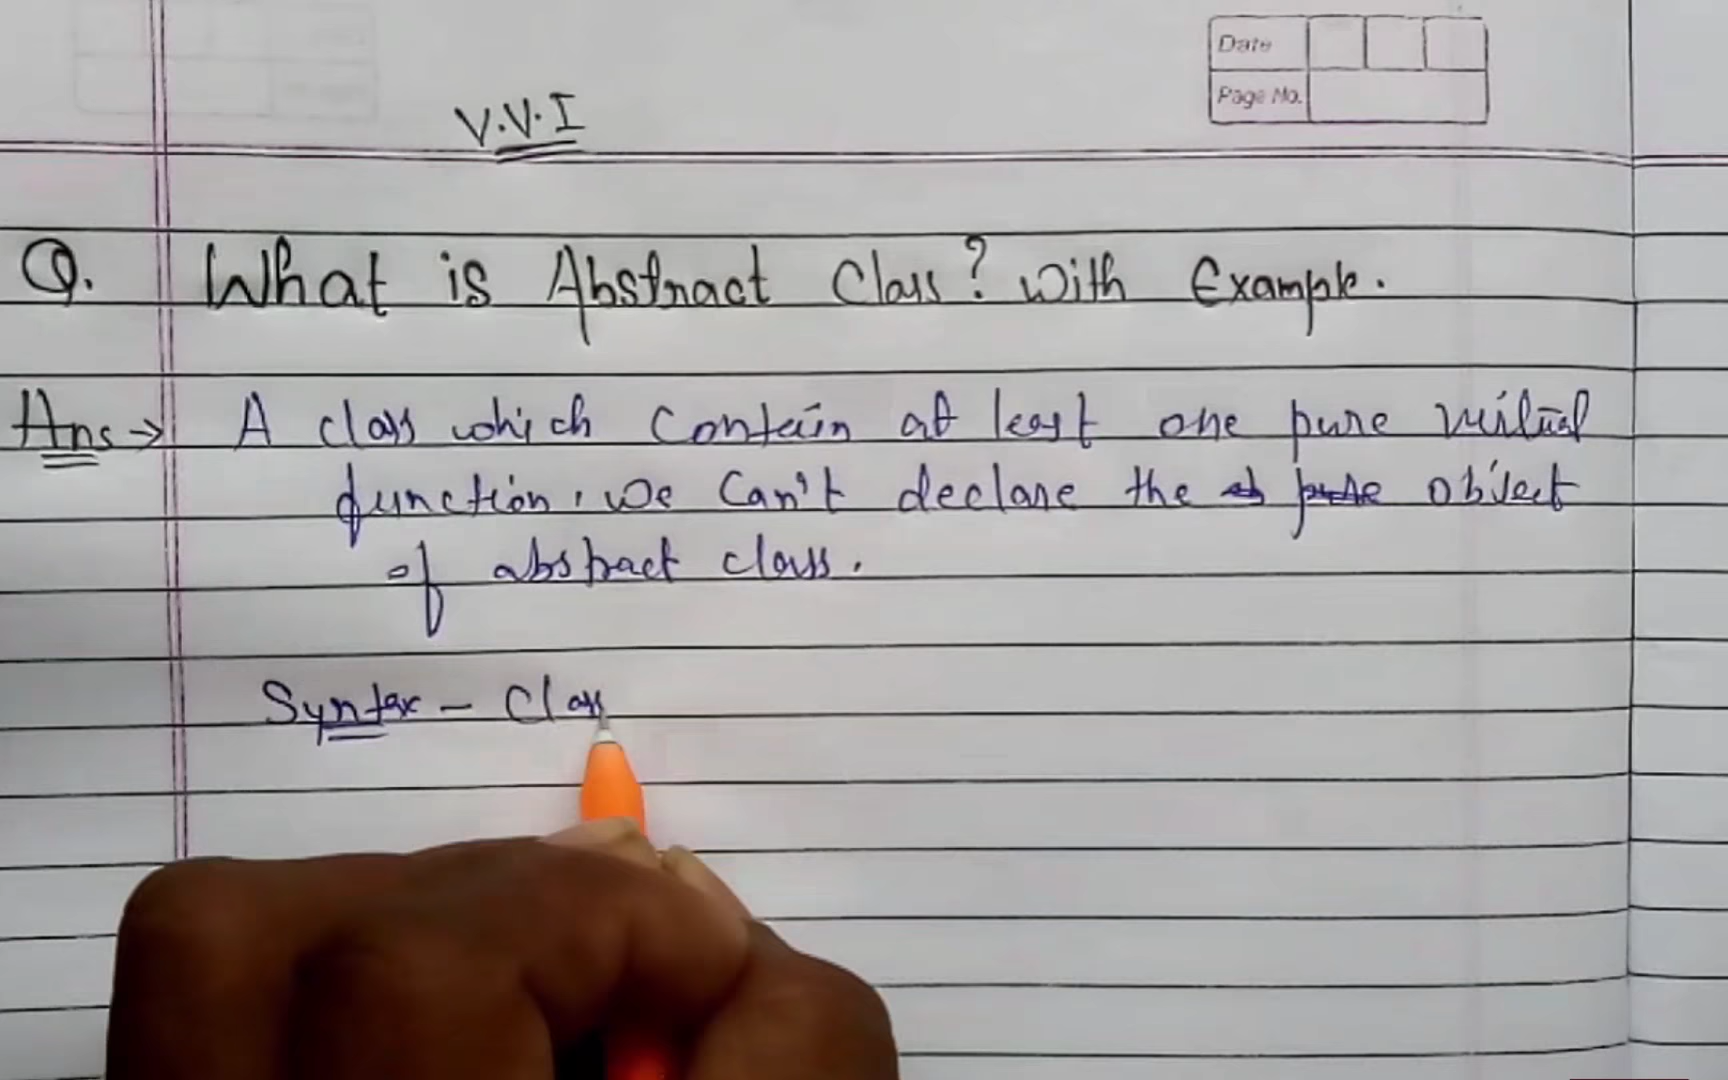 Date
Page No.
V.V.I
Q. What is Abstract Class? with Example.
Ans → A class which contain at least one pure virtual
function, we can't declare the object
of abstract class.
Syntax - Class